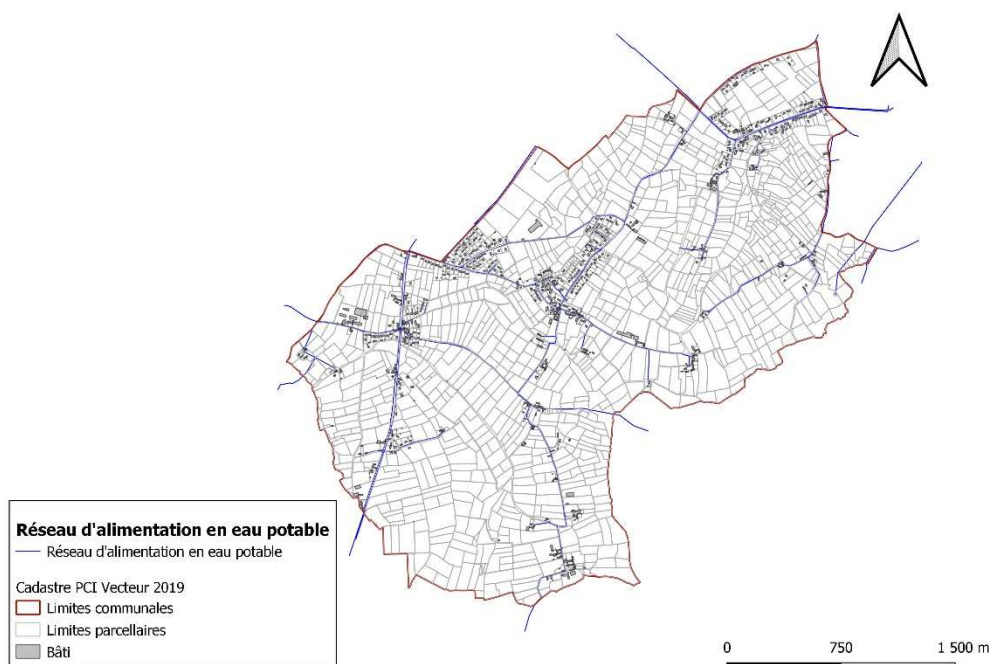 Réseau d'alimentation en eau potable
Réseau d'alimentation en eau potable
Cadastre PCI Vecteur 2019
Limites communales
Limites parcellaires
Bâti
0 750 1 500 m